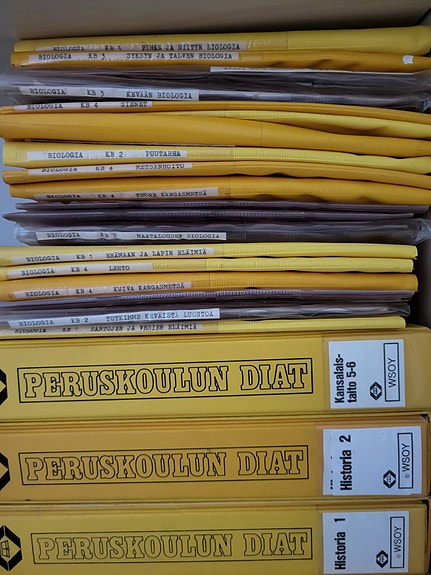 BIOLOGIA KB 1 PIHAN JA NIITYN BIOLOGIA
BIOLOGIA KB 3 SYKSYN JA TALVEN BIOLOGIA
BIOLOGIA KB 3 KEVÄÄN BIOLOGIA
BIOLOGIA KB 4 SIENET
BIOLOGIA KB 2 PUUTARHA
BIOLOGIA KB 4 METSÄNHOITO
BIOLOGIA KB 4 TUORE KANGASMETSÄ
BIOLOGIA KB 3 MAATALOUDEN BIOLOGIA
BIOLOGIA KB 1 ERÄMAAN JA LAPIN ELÄIMIÄ
BIOLOGIA KB 4 LEHTO
BIOLOGIA KB 4 KUIVA KANGASMETSÄ
BIOLOGIA KB 2 TUTKIMME KEVÄISTÄ LUONTOA
BIOLOGIA KB 1 RANTOJEN JA VESIEN ELÄIMIÄ
PERUSKOULUN DIAT
Kansalais-
taito 5-6
WSOY
PERUSKOULUN DIAT
Historia 2
© WSOY
PERUSKOULUN DIAT
Historia 1
© WSOY